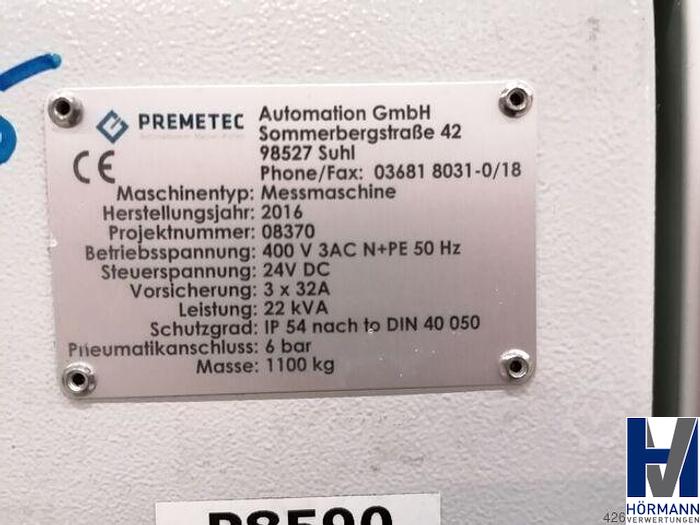 PREMETEC
Automation GmbH
Sommerbergstraße 42
98527 Suhl
Phone/Fax: 03681 8031-0/18
CE
Maschinentyp: Messmaschine
Herstellungsjahr: 2016
Projektnummer: 08370
Betriebsspannung: 400 V 3AC N+PE 50 Hz
Steuerspannung: 24V DC
Vorsicherung: 3 x 32A
Leistung: 22 kVA
Schutzgrad: IP 54 nach to DIN 40 050
Pneumatikanschluss: 6 bar
Masse: 1100 kg
HÖRMANN
VERWERTUNGEN